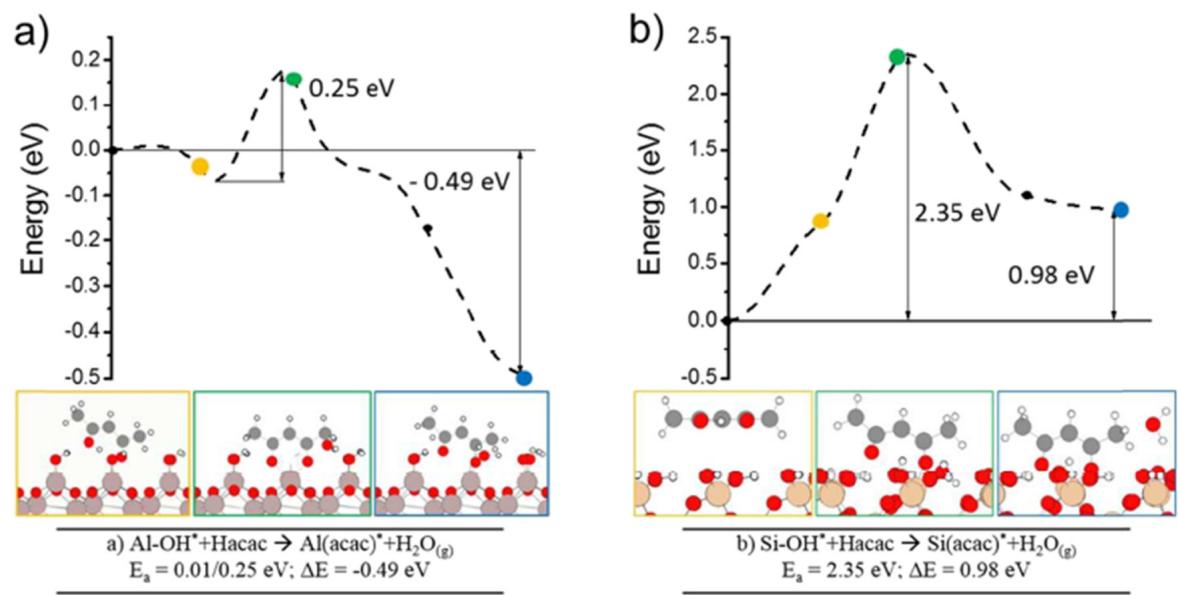 a)
Energy (eV)
0.2
0.1
0.0
-0.1
-0.2
-0.3
-0.4
-0.5
0.25 eV
- 0.49 eV
a) Al-OH*+Hacac → Al(acac)*+H₂O₍g₎
Eₐ = 0.01/0.25 eV; ΔE = -0.49 eV
b)
Energy (eV)
2.5
2.0
1.5
1.0
0.5
0.0
-0.5
2.35 eV
0.98 eV
b) Si-OH*+Hacac → Si(acac)*+H₂O₍g₎
Eₐ = 2.35 eV; ΔE = 0.98 eV